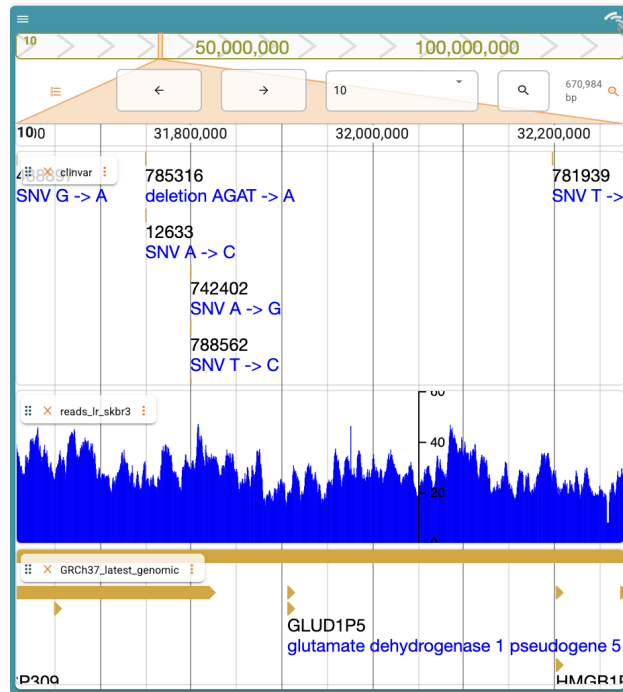 10
50,000,000
100,000,000
10
670,984
bp
10
31,800,000
32,000,000
32,200,000
clinvar
785316
781939
SNV G -> A
deletion AGAT -> A
SNV T ->
12633
SNV A -> C
742402
SNV A -> G
788562
SNV T -> C
60
reads_lr_skbr3
40
20
0
GRCh37_latest_genomic
GLUD1P5
glutamate dehydrogenase 1 pseudogene 5